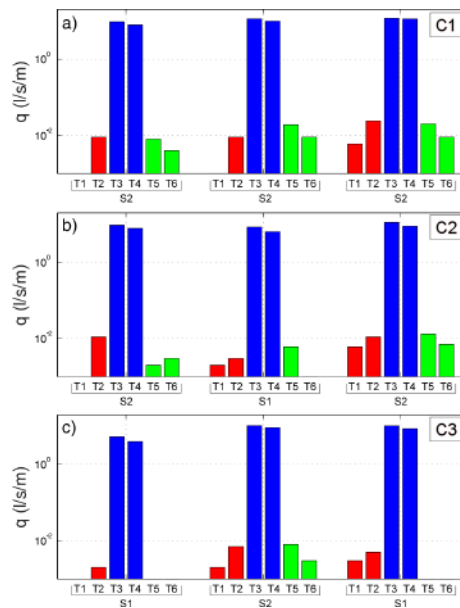 a) C1
q (l/s/m)
10^0
10^-2
T1 T2 T3 T4 T5 T6 T1 T2 T3 T4 T5 T6 T1 T2 T3 T4 T5 T6
S2 S2 S2
b) C2
q (l/s/m)
10^0
10^-2
T1 T2 T3 T4 T5 T6 T1 T2 T3 T4 T5 T6 T1 T2 T3 T4 T5 T6
S2 S1 S2
c) C3
q (l/s/m)
10^0
10^-2
T1 T2 T3 T4 T5 T6 T1 T2 T3 T4 T5 T6 T1 T2 T3 T4 T5 T6
S1 S2 S1